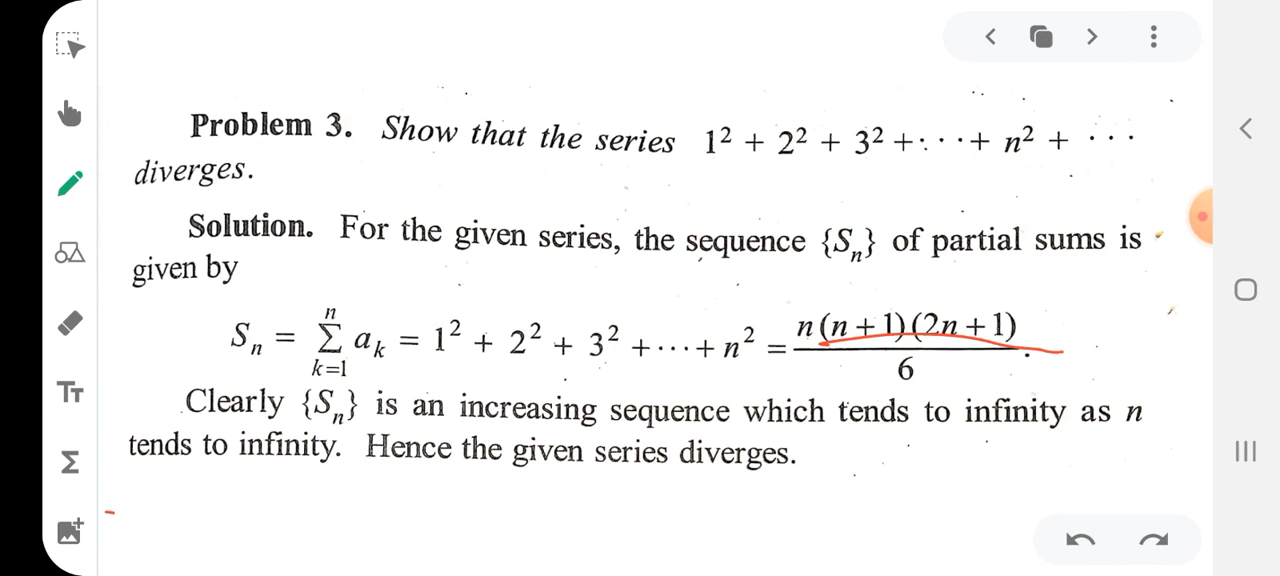 Problem 3. Show that the series 1² + 2² + 3² + · · · + n² + · · ·
diverges.
Solution. For the given series, the sequence {Sₙ} of partial sums is
given by
Sₙ = Σ_{k=1}^{n} aₖ = 1² + 2² + 3² + · · · + n² = n(n+1)(2n+1)/6.
Clearly {Sₙ} is an increasing sequence which tends to infinity as n
tends to infinity. Hence the given series diverges.